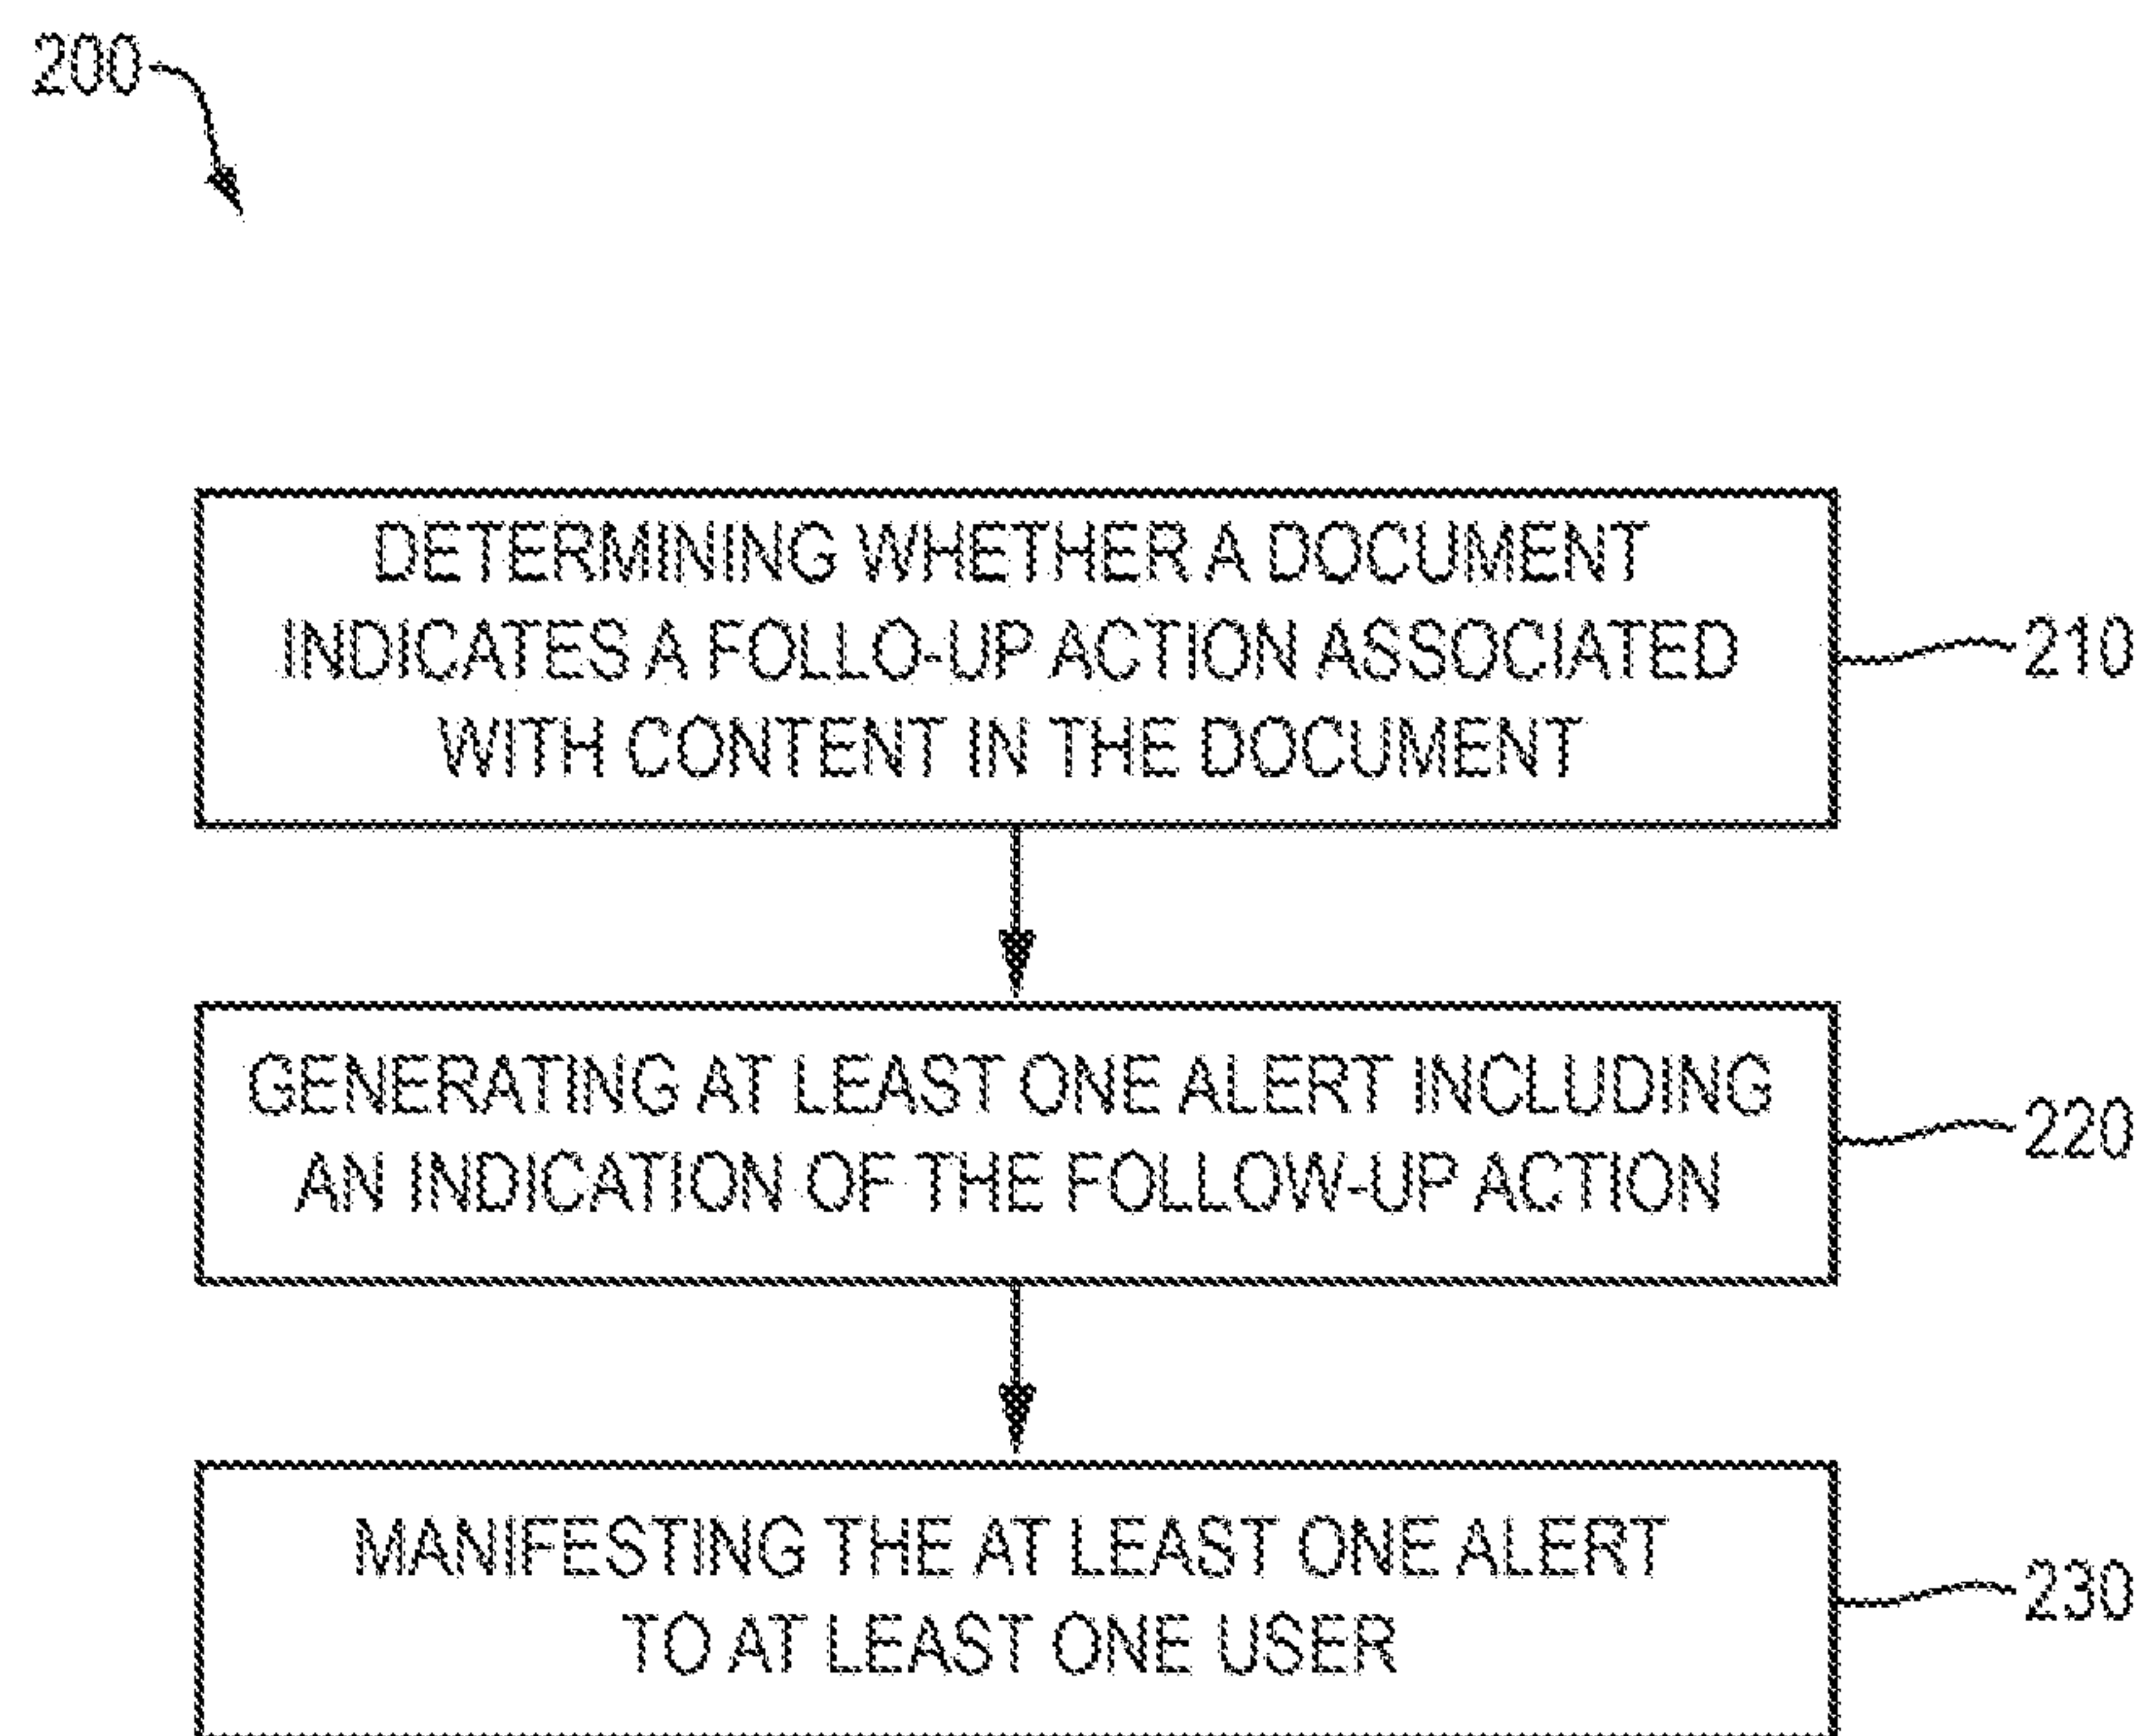 200
DETERMINING WHETHER A DOCUMENT
INDICATES A FOLLO-UP ACTION ASSOCIATED
WITH CONTENT IN THE DOCUMENT
210
GENERATING AT LEAST ONE ALERT INCLUDING
AN INDICATION OF THE FOLLOW-UP ACTION
220
MANIFESTING THE AT LEAST ONE ALERT
TO AT LEAST ONE USER
230